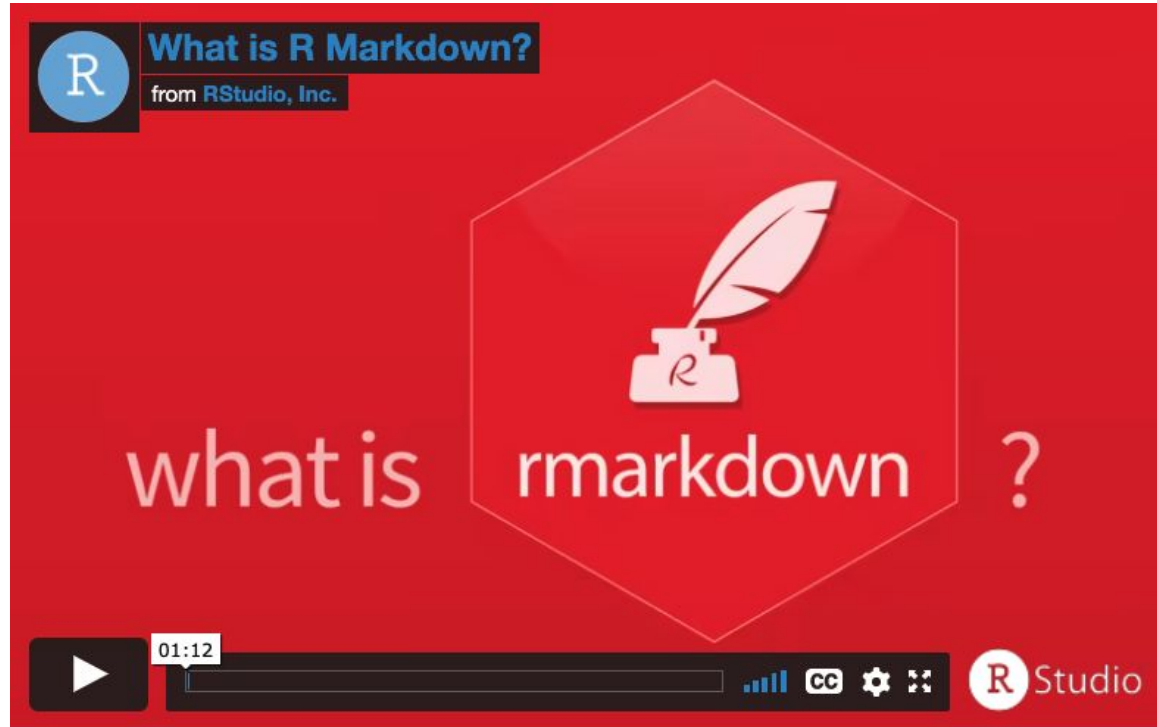 R
What is R Markdown?
from RStudio, Inc.
R
what is rmarkdown ?
01:12
CC
R Studio